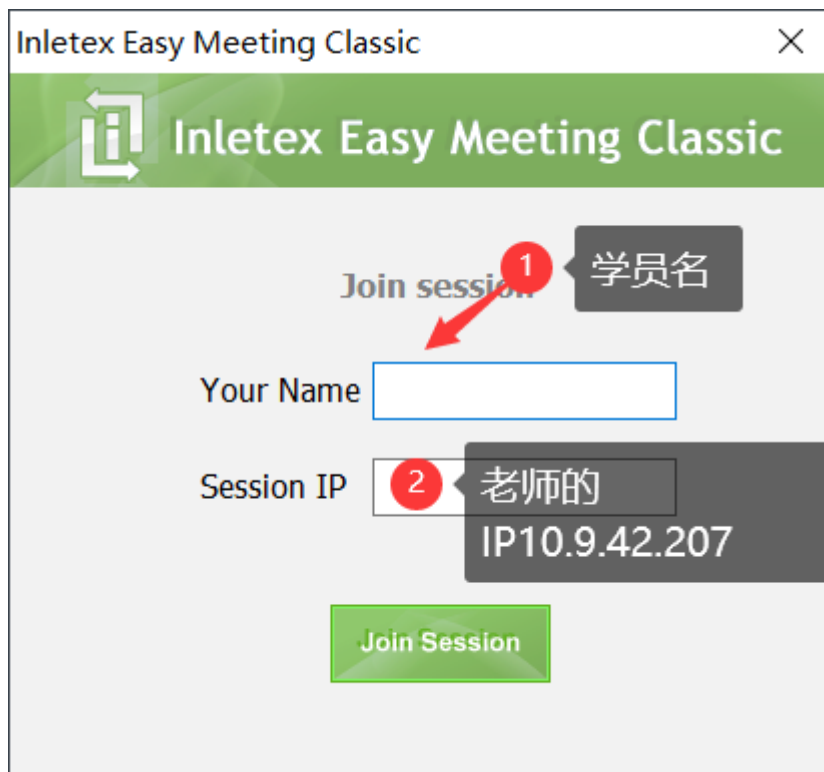 Inletex Easy Meeting Classic
Inletex Easy Meeting Classic
Join session
1
学员名
Your Name
Session IP
2
老师的
IP10.9.42.207
Join Session